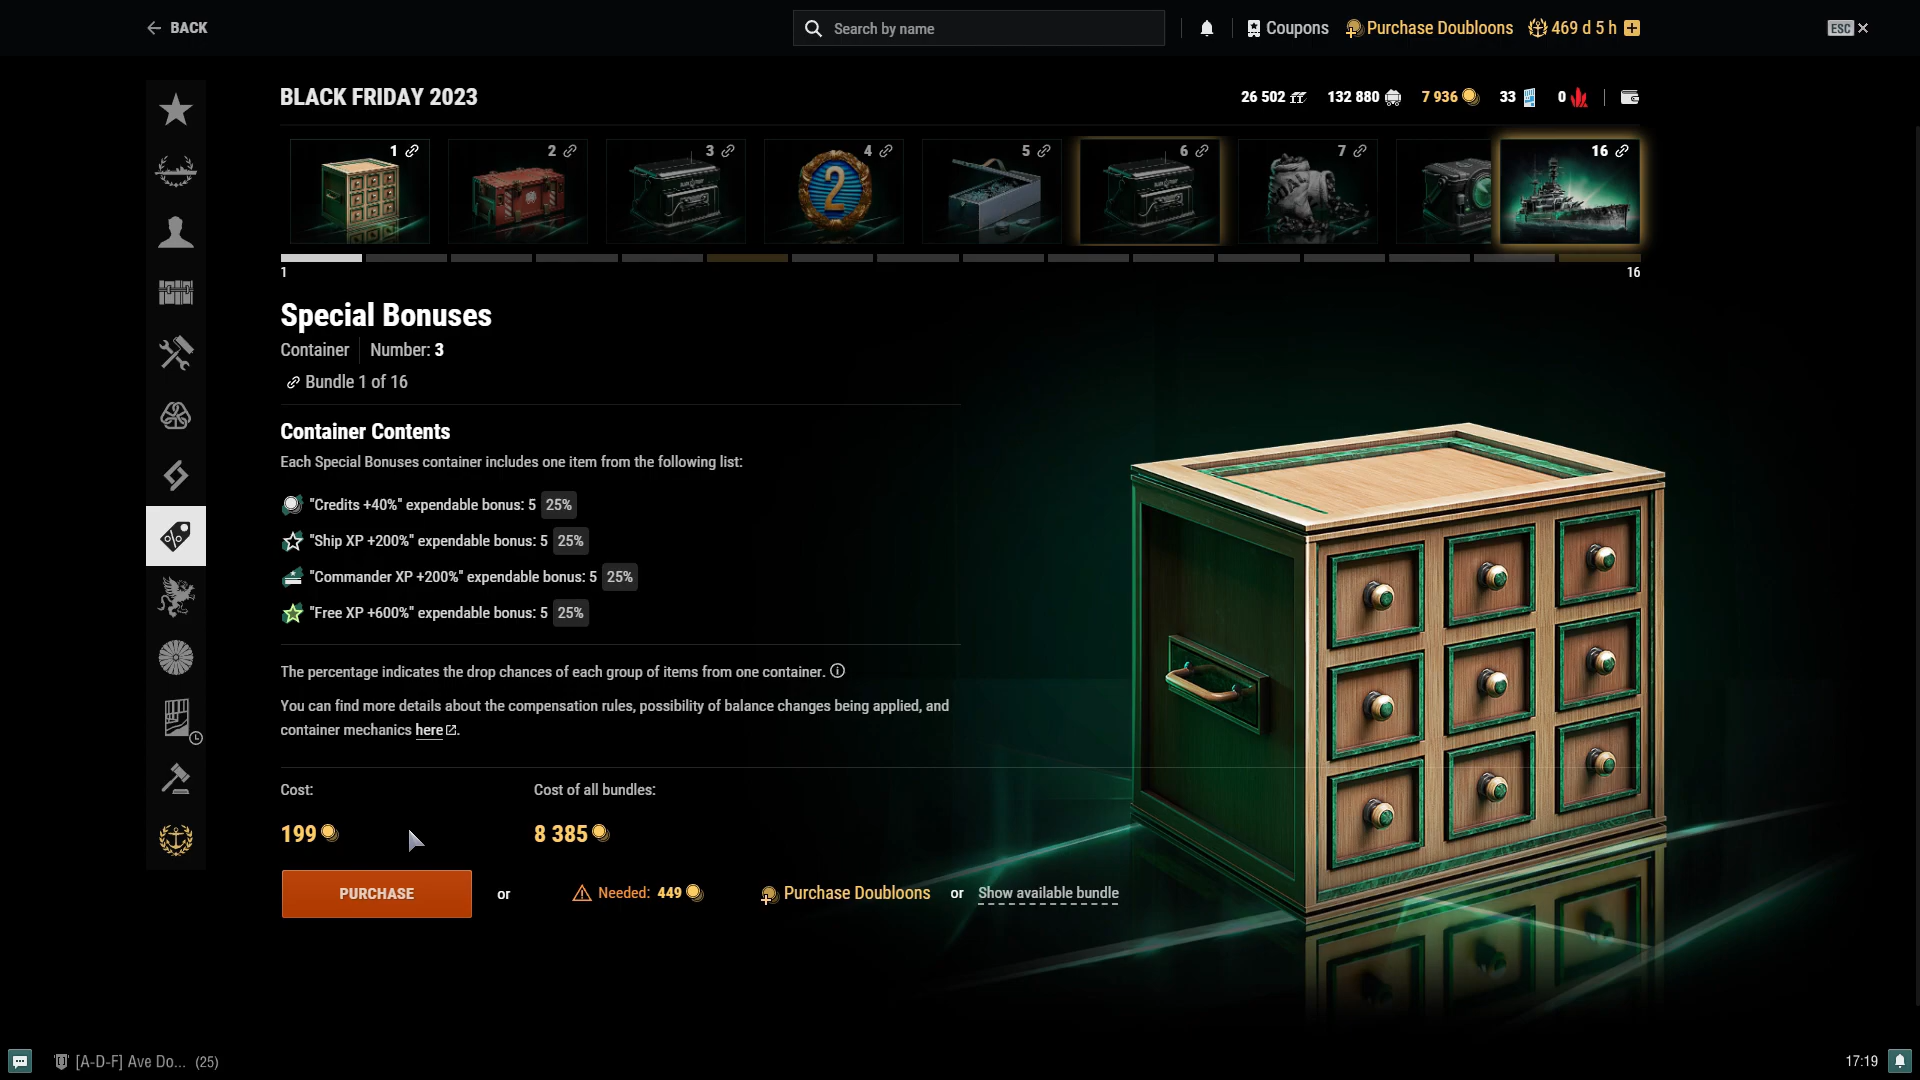 BACK
Search by name
Coupons
Purchase Doubloons
469 d 5 h
ESC
BLACK FRIDAY 2023
26 502
132 880
7 936
33
0
1
2
3
4
2
5
6
7
16
1
16
Special Bonuses
Container
Number: 3
Bundle 1 of 16
Container Contents
Each Special Bonuses container includes one item from the following list:
"Credits +40%" expendable bonus: 5 25%
"Ship XP +200%" expendable bonus: 5 25%
"Commander XP +200%" expendable bonus: 5 25%
"Free XP +600%" expendable bonus: 5 25%
The percentage indicates the drop chances of each group of items from one container.
You can find more details about the compensation rules, possibility of balance changes being applied, and
container mechanics here.
Cost:
Cost of all bundles:
199
8 385
PURCHASE
or
Needed: 449
Purchase Doubloons
or
Show available bundle
[A-D-F] Ave Do... (25)
17:19